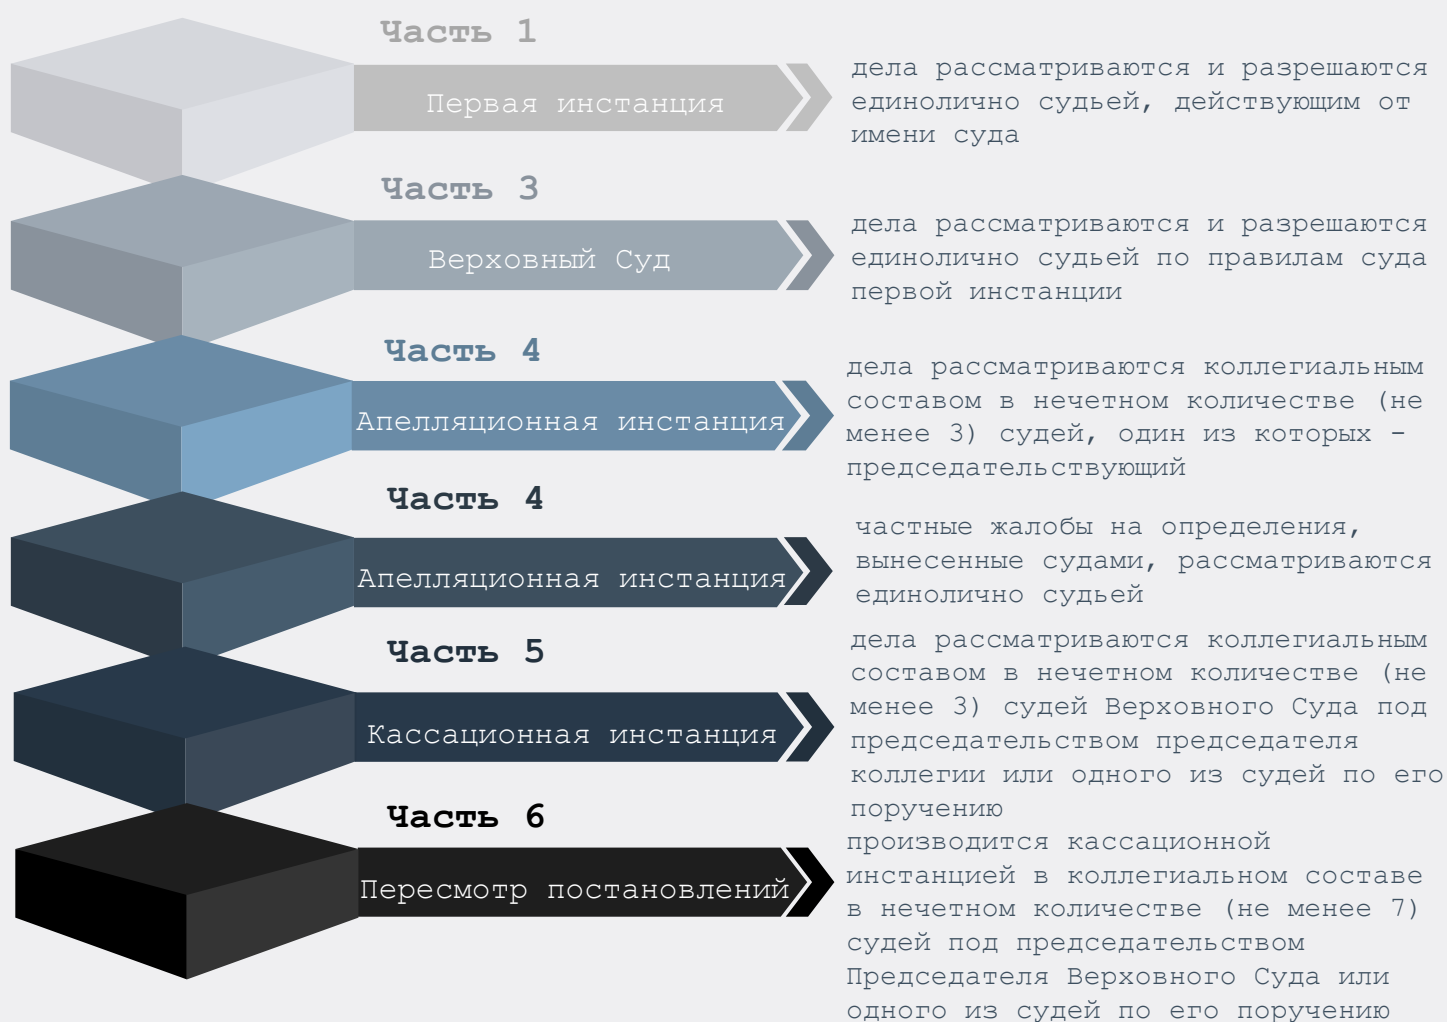 Часть 1
Первая инстанция
дела рассматриваются и разрешаются
единолично судьей, действующим от
имени суда
Часть 3
Верховный Суд
дела рассматриваются и разрешаются
единолично судьей по правилам суда
первой инстанции
Часть 4
Апелляционная инстанция
дела рассматриваются коллегиальным
составом в нечетном количестве (не
менее 3) судей, один из которых –
председательствующий
Часть 4
Апелляционная инстанция
частные жалобы на определения,
вынесенные судами, рассматриваются
единолично судьей
Часть 5
Кассационная инстанция
дела рассматриваются коллегиальным
составом в нечетном количестве (не
менее 3) судей Верховного Суда под
председательством председателя
коллегии или одного из судей по его
поручению
Часть 6
Пересмотр постановлений
производится кассационной
инстанцией в коллегиальном составе
в нечетном количестве (не менее 7)
судей под председательством
Председателя Верховного Суда или
одного из судей по его поручению